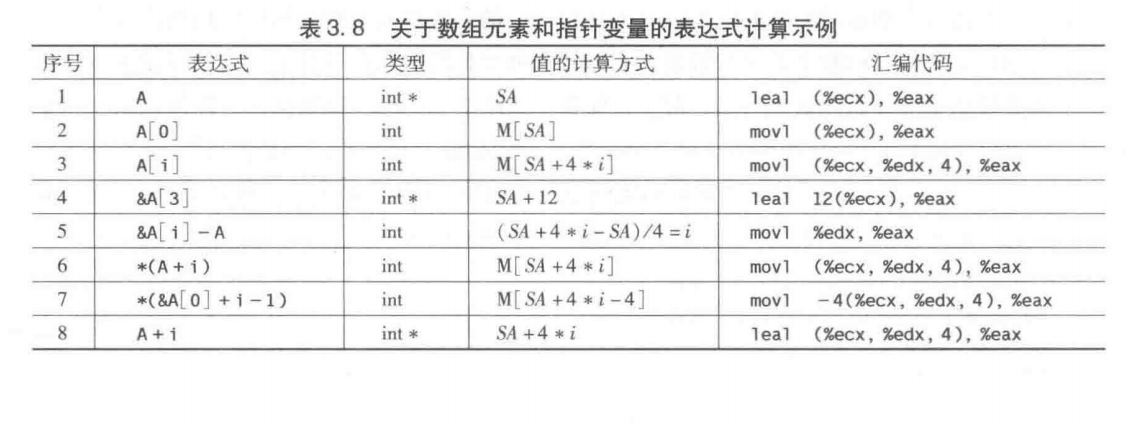 表 3.8 关于数组元素和指针变量的表达式计算示例
序号 表达式 类型 值的计算方式 汇编代码
1 A int * SA leal (%ecx), %eax
2 A[0] int M[SA] movl (%ecx), %eax
3 A[i] int M[SA+4*i] movl (%ecx, %edx, 4), %eax
4 &A[3] int * SA+12 leal 12(%ecx), %eax
5 &A[i]-A int (SA+4*i-SA)/4=i movl %edx, %eax
6 *(A+i) int M[SA+4*i] movl (%ecx, %edx, 4), %eax
7 *(&A[0]+i-1) int M[SA+4*i-4] movl -4(%ecx, %edx, 4), %eax
8 A+i int * SA+4*i leal (%ecx, %edx, 4), %eax